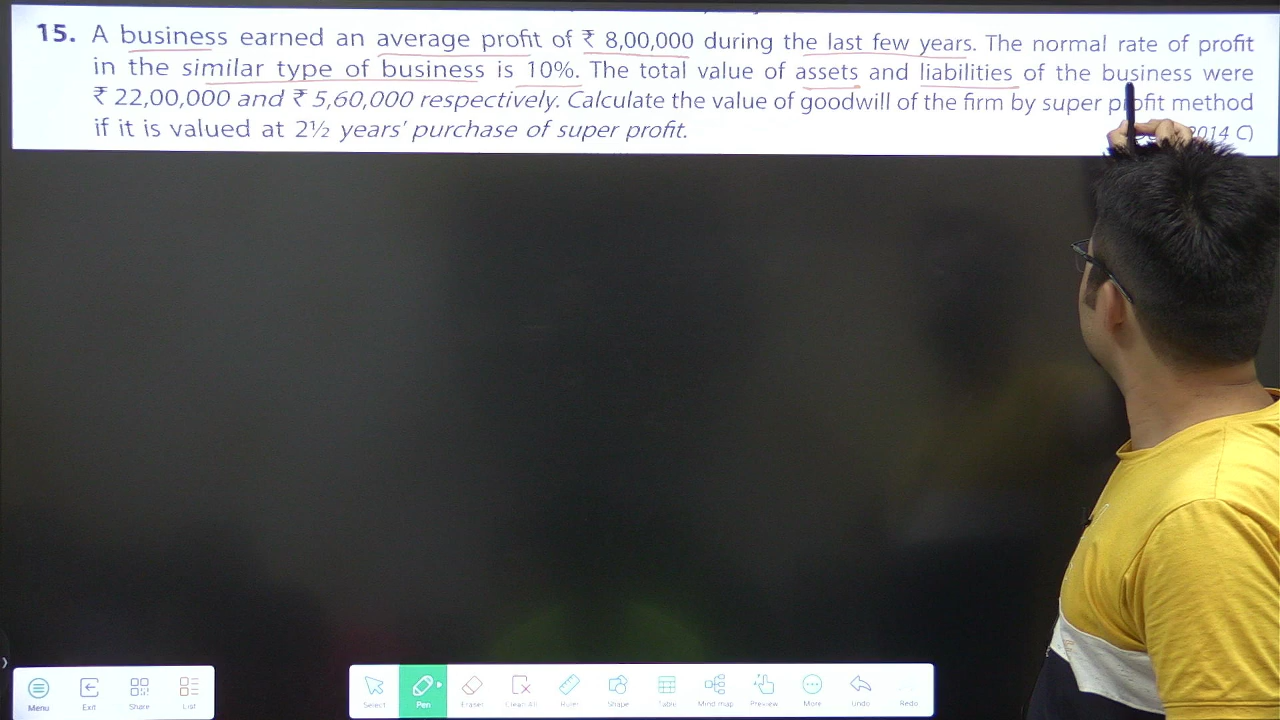 15. A business earned an average profit of ₹ 8,00,000 during the last few years. The normal rate of profit
in the similar type of business is 10%. The total value of assets and liabilities of the business were
₹ 22,00,000 and ₹ 5,60,000 respectively. Calculate the value of goodwill of the firm by super profit method
if it is valued at 2½ years' purchase of super profit. 2014 C)
Menu Exit Share List Select Pen Eraser Clean All Ruler Shape Table Mind map Preview More Undo Redo